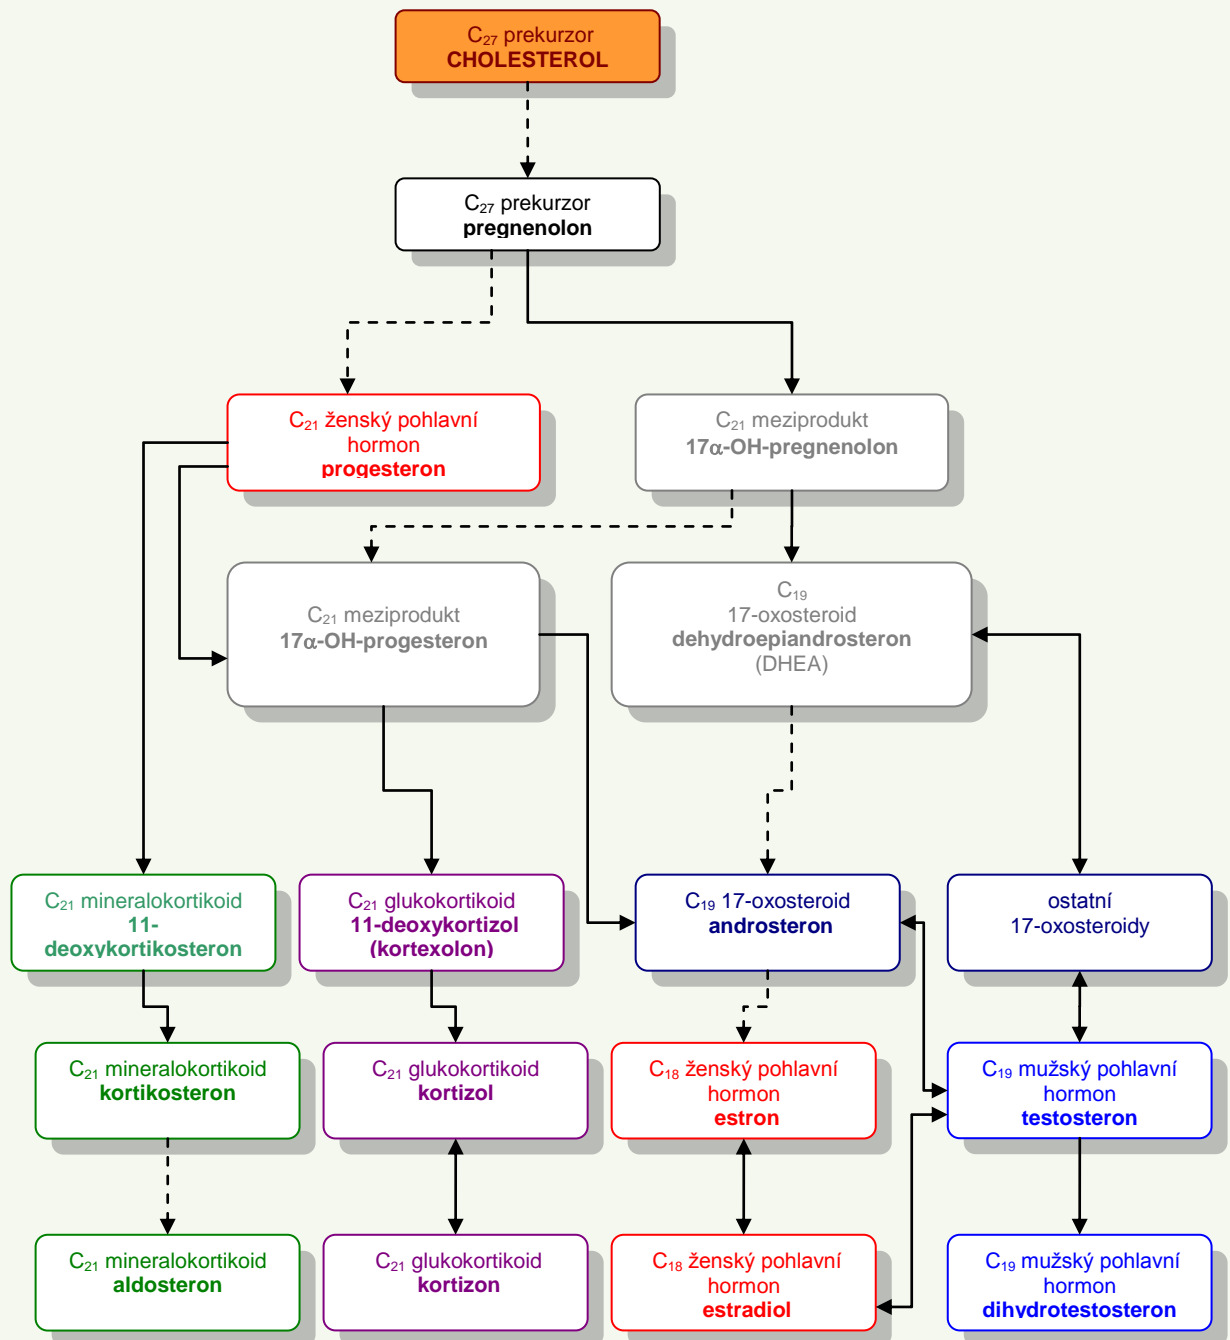 C₂₇ prekurzor
CHOLESTEROL
C₂₇ prekurzor
pregnenolon
C₂₁ ženský pohlavní
hormon
progesteron
C₂₁ meziprodukt
17α-OH-pregnenolon
C₂₁ meziprodukt
17α-OH-progesteron
C₁₉
17-oxosteroid
dehydroepiandrosteron
(DHEA)
C₂₁ mineralokortikoid
11-
deoxykortikosteron
C₂₁ glukokortikoid
11-deoxykortizol
(kortexolon)
C₁₉ 17-oxosteroid
androsteron
ostatní
17-oxosteroidy
C₂₁ mineralokortikoid
kortikosteron
C₂₁ glukokortikoid
kortizol
C₁₈ ženský pohlavní
hormon
estron
C₁₉ mužský pohlavní
hormon
testosteron
C₂₁ mineralokortikoid
aldosteron
C₂₁ glukokortikoid
kortizon
C₁₈ ženský pohlavní
hormon
estradiol
C₁₉ mužský pohlavní
hormon
dihydrotestosteron